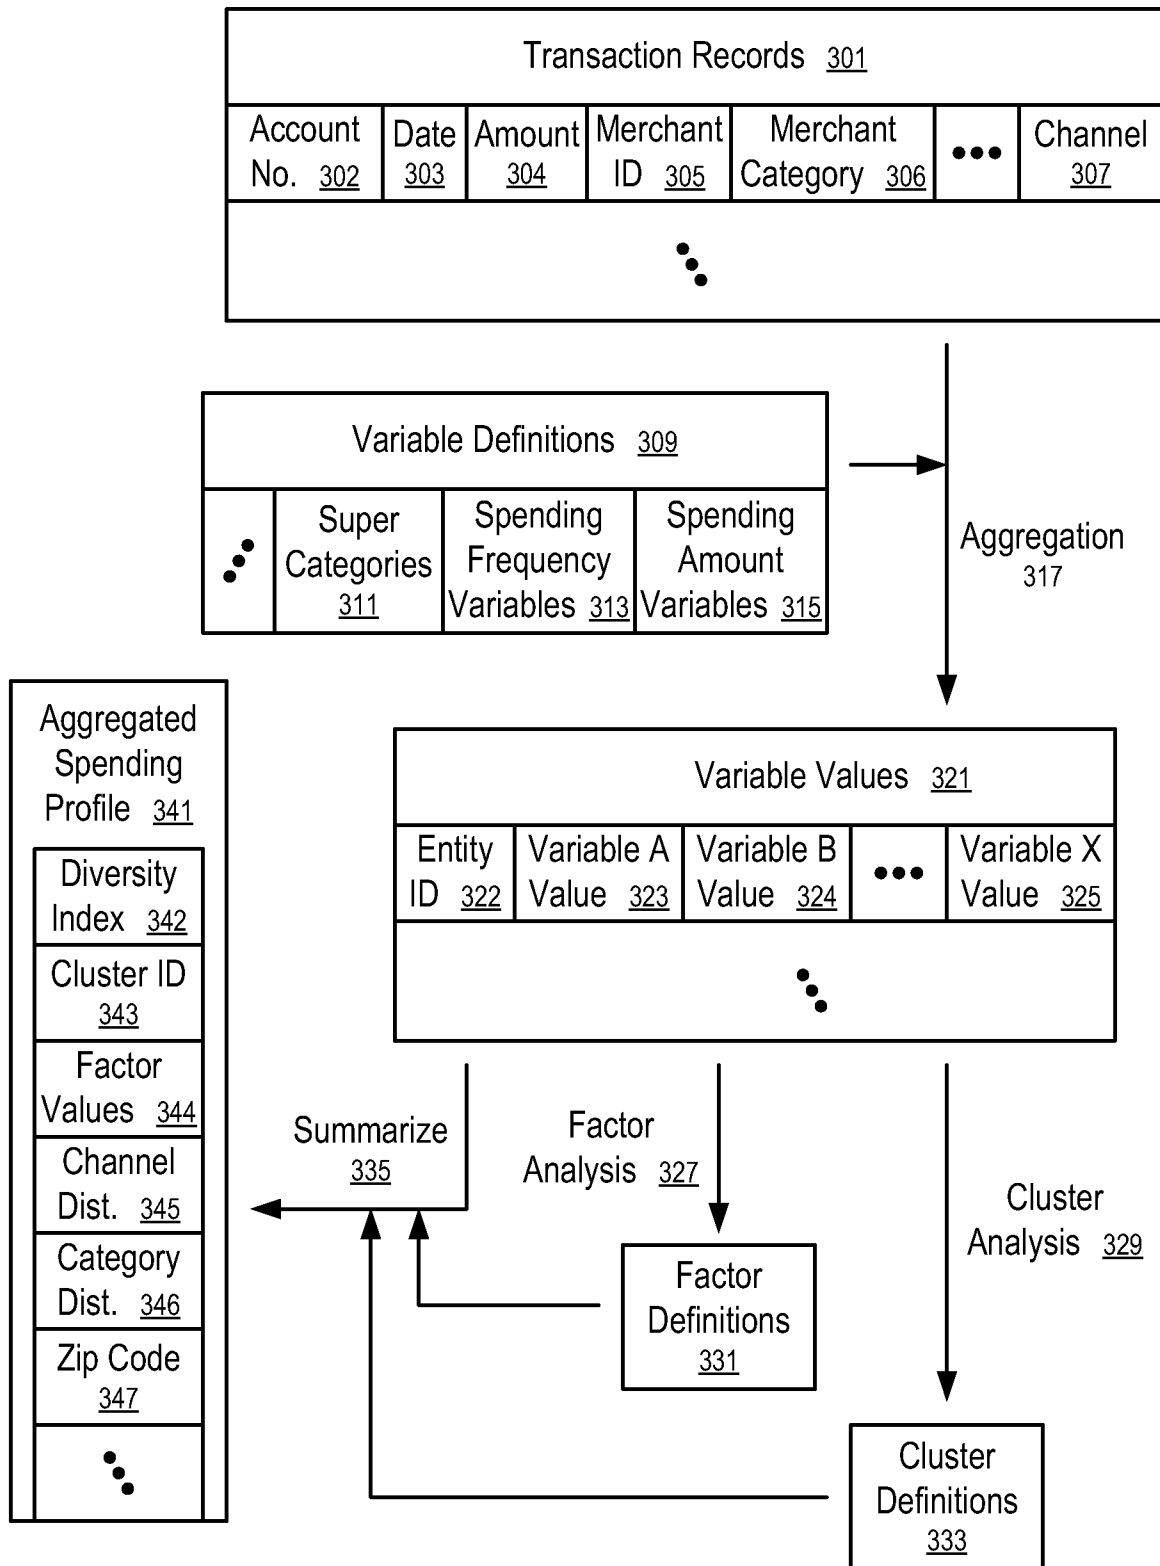 Transaction Records 301
Account
No. 302
Date
303
Amount
304
Merchant
ID 305
Merchant
Category 306
Channel
307
Variable Definitions 309
Super
Categories
311
Spending
Frequency
Variables 313
Spending
Amount
Variables 315
Aggregation
317
Aggregated
Spending
Profile 341
Diversity
Index 342
Cluster ID
343
Factor
Values 344
Channel
Dist. 345
Category
Dist. 346
Zip Code
347
Variable Values 321
Entity
ID 322
Variable A
Value 323
Variable B
Value 324
Variable X
Value 325
Summarize
335
Factor
Analysis 327
Cluster
Analysis 329
Factor
Definitions
331
Cluster
Definitions
333